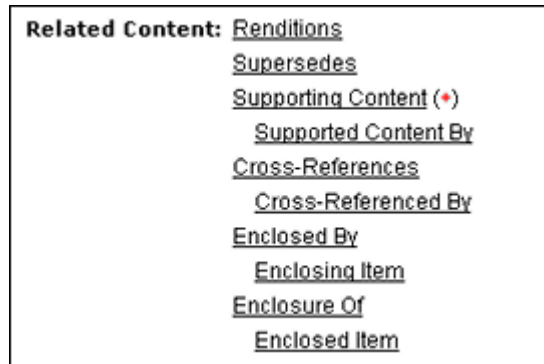 Related Content: Renditions
Supersedes
Supporting Content (♦)
Supported Content By
Cross-References
Cross-Referenced By
Enclosed By
Enclosing Item
Enclosure Of
Enclosed Item